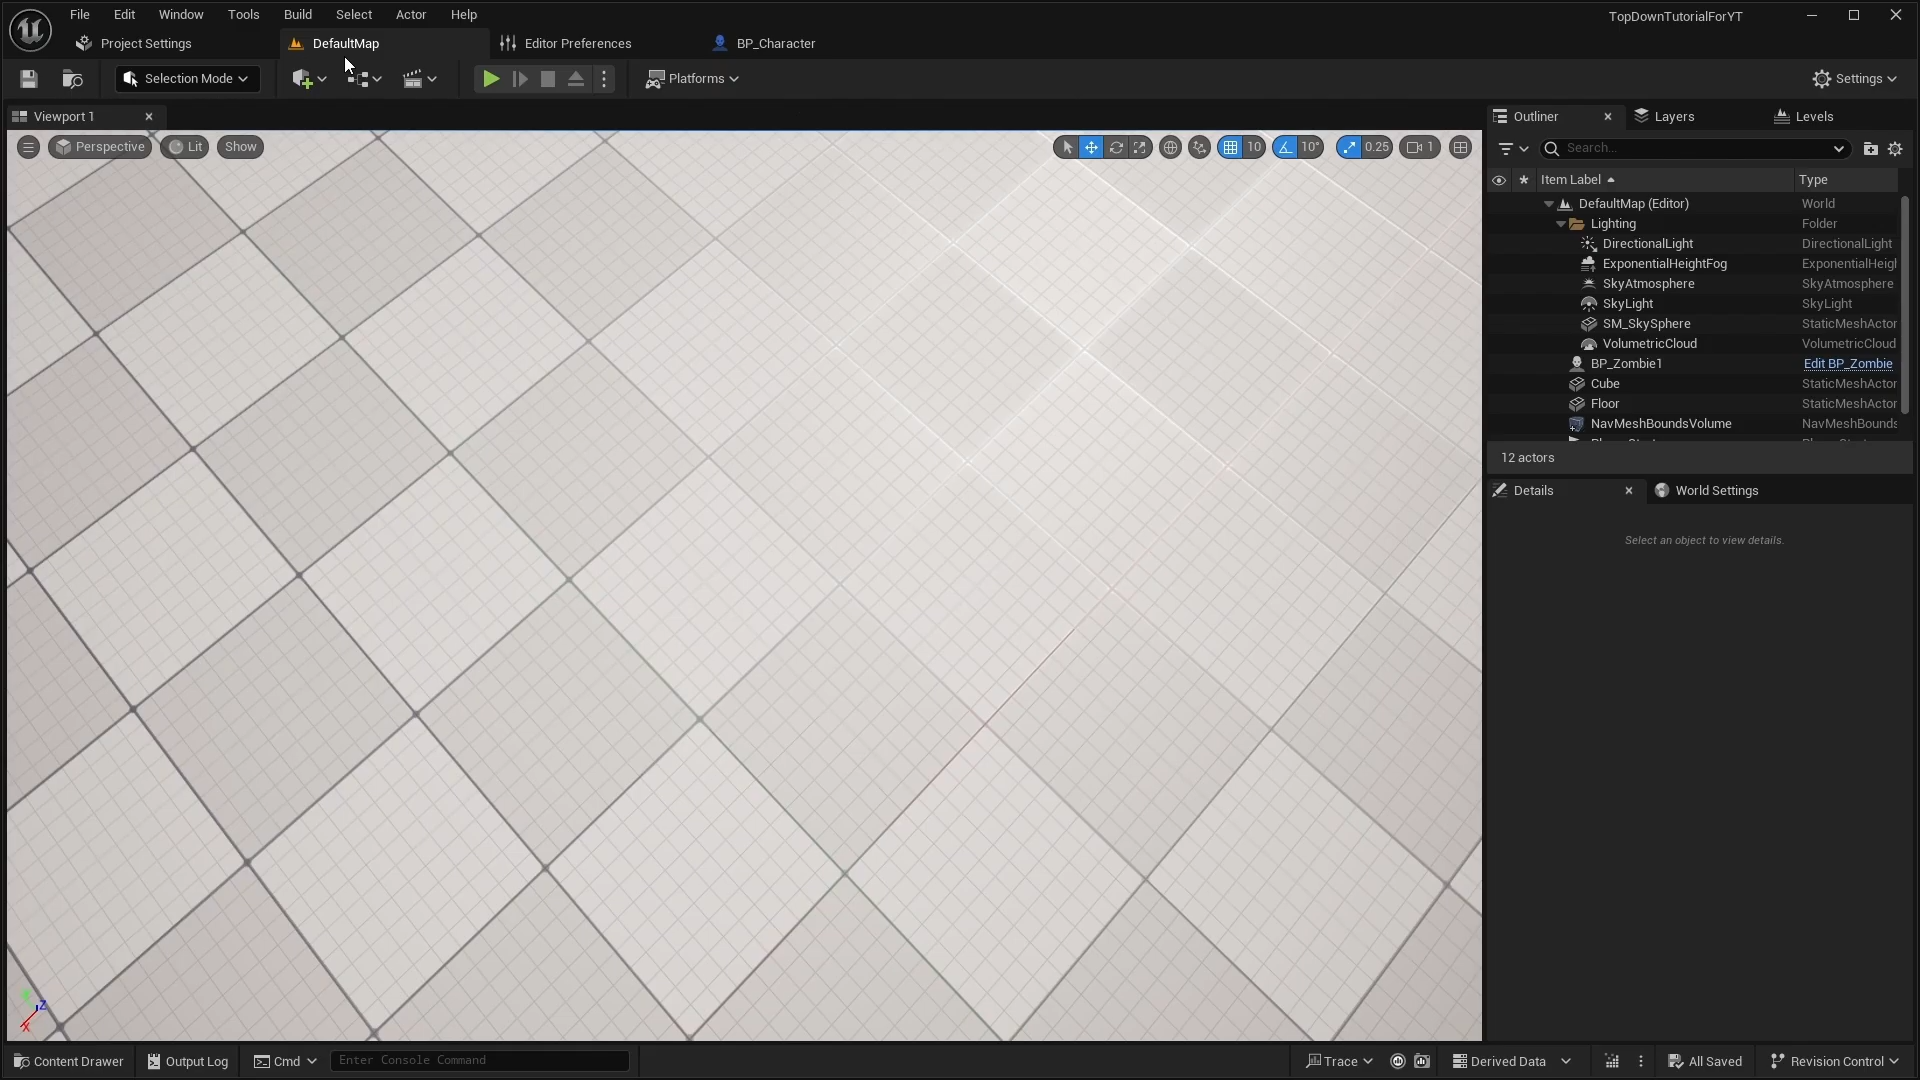 File Edit Window Tools Build Select Actor Help
TopDownTutorialForYT
Project Settings DefaultMap Editor Preferences BP_Character
Selection Mode Platforms Settings
Viewport 1
Perspective Lit Show
10 10° 0.25 1
Outliner Layers Levels
Search...
Item Label Type
DefaultMap (Editor) World
Lighting Folder
DirectionalLight DirectionalLight
ExponentialHeightFog ExponentialHeigh
SkyAtmosphere SkyAtmosphere
SkyLight SkyLight
SM_SkySphere StaticMeshActor
VolumetricCloud VolumetricCloud
BP_Zombie1 Edit BP_Zombie
Cube StaticMeshActor
Floor StaticMeshActor
NavMeshBoundsVolume NavMeshBounds
12 actors
Details World Settings
Select an object to view details.
X Z
Content Drawer Output Log Cmd Enter Console Command
Trace Derived Data All Saved Revision Control